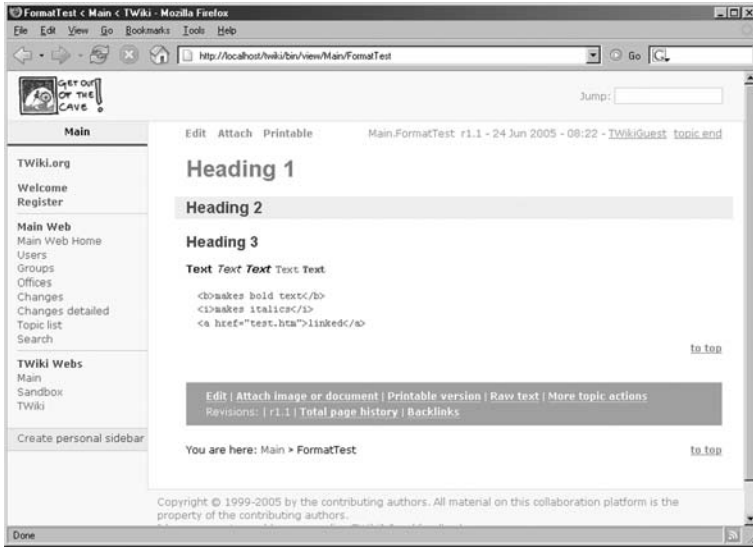 FormatTest < Main < TWiki - Mozilla Firefox
File Edit View Go Bookmarks Tools Help
http://localhost/twiki/bin/view/Main/FormatTest Go
GET OUT
OF THE
CAVE !
Jump:
Main
Edit Attach Printable Main.FormatTest r1.1 - 24 Jun 2005 - 08:22 - TWikiGuest topic end
TWiki.org
Welcome
Register
Main Web
Main Web Home
Users
Groups
Offices
Changes
Changes detailed
Topic list
Search
TWiki Webs
Main
Sandbox
TWiki
Create personal sidebar
Heading 1
Heading 2
Heading 3
Text Text Text Text Text
<b>makes bold text</b>
<i>makes italics</i>
<a href="test.htm">linked</a>
to top
Edit | Attach image or document | Printable version | Raw text | More topic actions
Revisions: | r1.1 | Total page history | Backlinks
You are here: Main > FormatTest to top
Copyright © 1999-2005 by the contributing authors. All material on this collaboration platform is the
property of the contributing authors.
Done